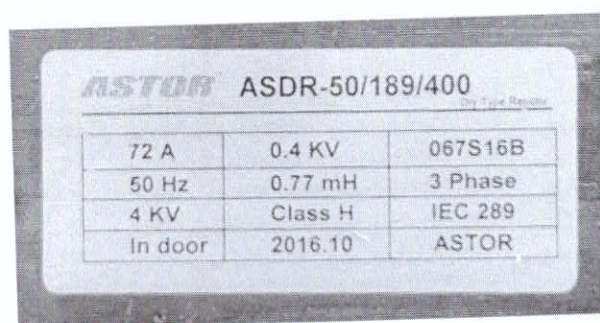 ASTOR ASDR-50/189/400
Dry Type Reactor
72 A 0.4 KV 067S16B
50 Hz 0.77 mH 3 Phase
4 KV Class H IEC 289
In door 2016.10 ASTOR